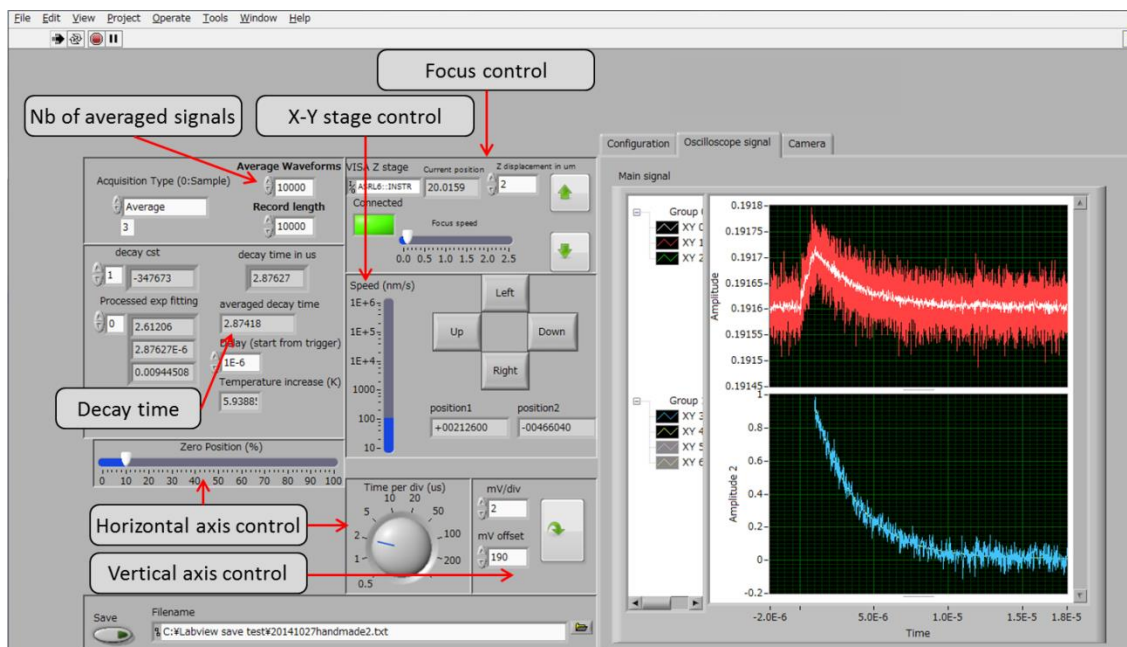 File Edit View Project Operate Tools Window Help
Focus control
Nb of averaged signals
X-Y stage control
Average Waveforms
Acquisition Type (0:Sample)
10000
Average
Record length
3
10000
VISA Z stage
Current position
Z displacement in um
ASRL6::INSTR
20.0159
2
Connected
Focus speed
0.0 0.5 1.0 1.5 2.0 2.5
decay cst
decay time in us
1
-347673
2.87627
Processed exp fitting
averaged decay time
0
2.61206
2.87418
2.87627E-6
Delay (start from trigger)
1E-6
0.00944508
Temperature increase (K)
5.9388
Decay time
Speed (nm/s)
1E+6
1E+5
1E+4
1000
100
10
Left
Up
Down
Right
position1
position2
+00212600
-00466040
Zero Position (%)
0 10 20 30 40 50 60 70 80 90 100
Horizontal axis control
Vertical axis control
Time per div (us)
0.5
1
2
5
10
20
50
100
200
mV/div
2
mV offset
190
Save
Filename
C:¥Labview save test¥20141027handmade2.txt
Configuration
Oscilloscope signal
Camera
Main signal
Group
XY 0
XY 1
XY 2
0.1918
0.19175
0.1917
0.19165
0.1916
0.19155
0.1915
0.19145
Amplitude
Group
XY 3
XY 4
XY 5
XY 6
1
0.8
0.6
0.4
0.2
0
-0.2
Amplitude 2
-2.0E-6
5.0E-6
1.0E-5
1.5E-5
1.8E-5
Time